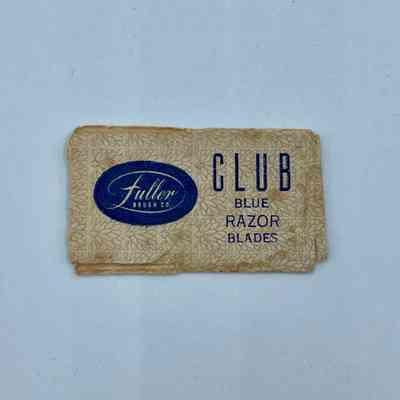 Fuller
BRUSH CO.
CLUB
BLUE
RAZOR
BLADES